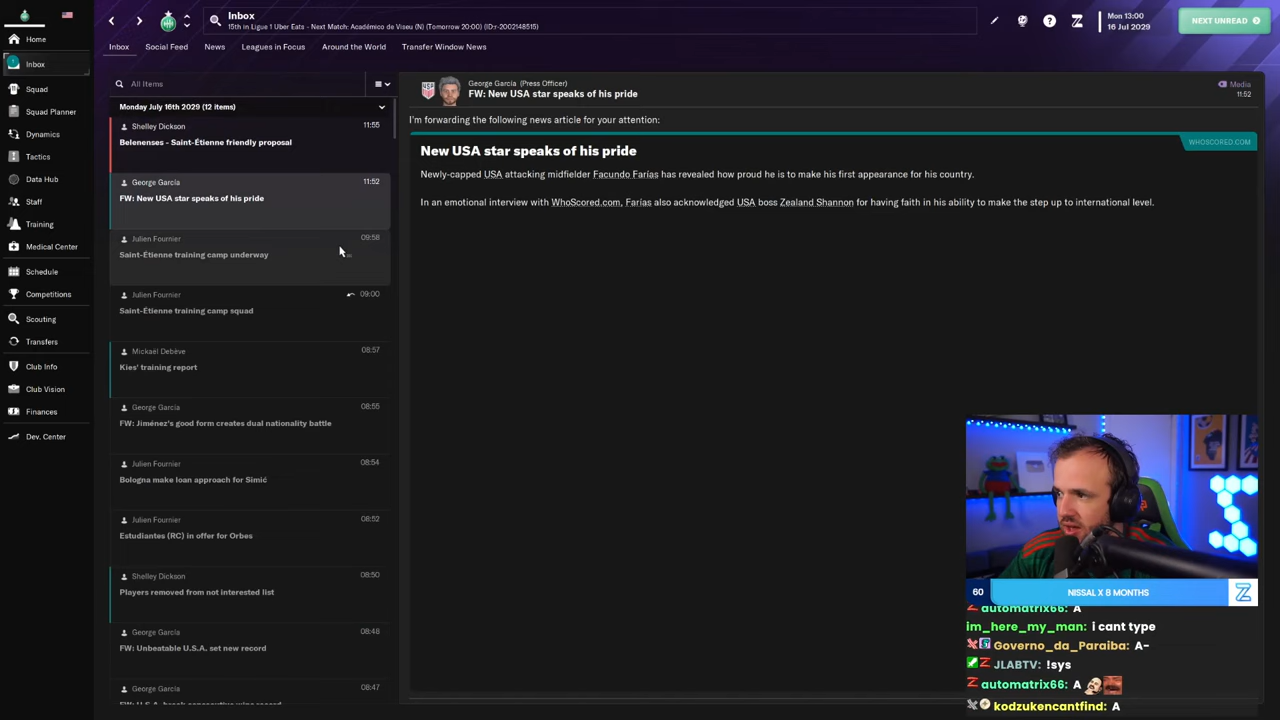 Inbox
15th in Ligue 1 Uber Eats - Next Match: Académico de Viseu (N) (Tomorrow 20:00) (ID:r-2002148515)
Mon 13:00
16 Jul 2029
NEXT UNREAD
Home
Inbox
Squad
Squad Planner
Dynamics
Tactics
Data Hub
Staff
Training
Medical Center
Schedule
Competitions
Scouting
Transfers
Club Info
Club Vision
Finances
Dev. Center
Inbox
Social Feed
News
Leagues in Focus
Around the World
Transfer Window News
All Items
Monday July 16th 2029 (12 items)
Shelley Dickson 11:55
Belenenses - Saint-Étienne friendly proposal
George García 11:52
FW: New USA star speaks of his pride
Julien Fournier 09:58
Saint-Étienne training camp underway
Julien Fournier 09:00
Saint-Étienne training camp squad
Mickaël Debève 08:57
Kies' training report
George García 08:55
FW: Jiménez's good form creates dual nationality battle
Julien Fournier 08:54
Bologna make loan approach for Simić
Julien Fournier 08:52
Estudiantes (RC) in offer for Orbes
Shelley Dickson 08:50
Players removed from not interested list
George García 08:48
FW: Unbeatable U.S.A. set new record
George García 08:47
FW: U.S.A. break consecutive wins record
George García (Press Officer)
FW: New USA star speaks of his pride
Media
11:52
I'm forwarding the following news article for your attention:
WHOSCORED.COM
New USA star speaks of his pride
Newly-capped USA attacking midfielder Facundo Farías has revealed how proud he is to make his first appearance for his country.
In an emotional interview with WhoScored.com, Farías also acknowledged USA boss Zealand Shannon for having faith in his ability to make the step up to international level.
60 NISSAL X 8 MONTHS
automatrix66: A
im_here_my_man: i cant type
Governo_da_Paraiba: A-
JLABTV: !sys
automatrix66: A
kodzukencantfind: A